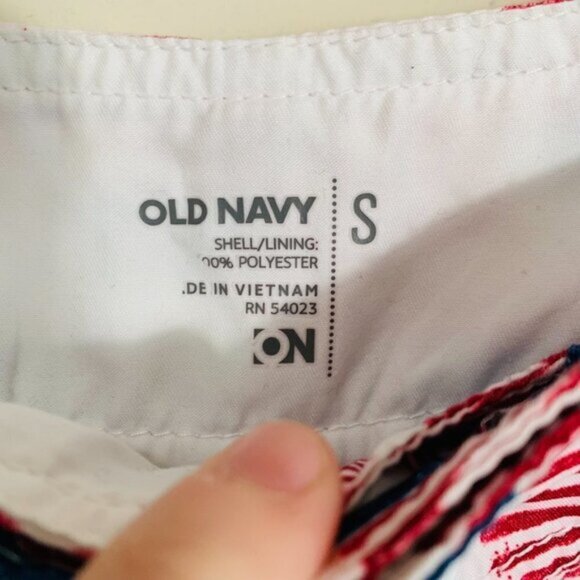 OLD NAVY
S
SHELL/LINING:
00% POLYESTER
DE IN VIETNAM
RN 54023
ON